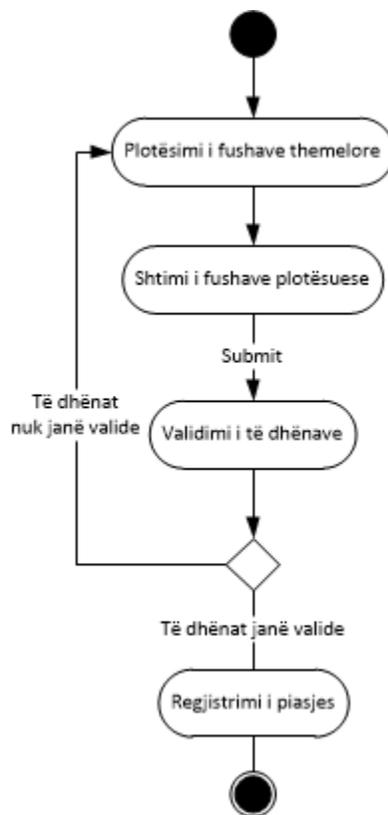 Plotësimi i fushave themelore
Shtimi i fushave plotësuese
Submit
Të dhënat
nuk janë valide
Validimi i të dhënave
Të dhënat janë valide
Regjistrimi i piasjes